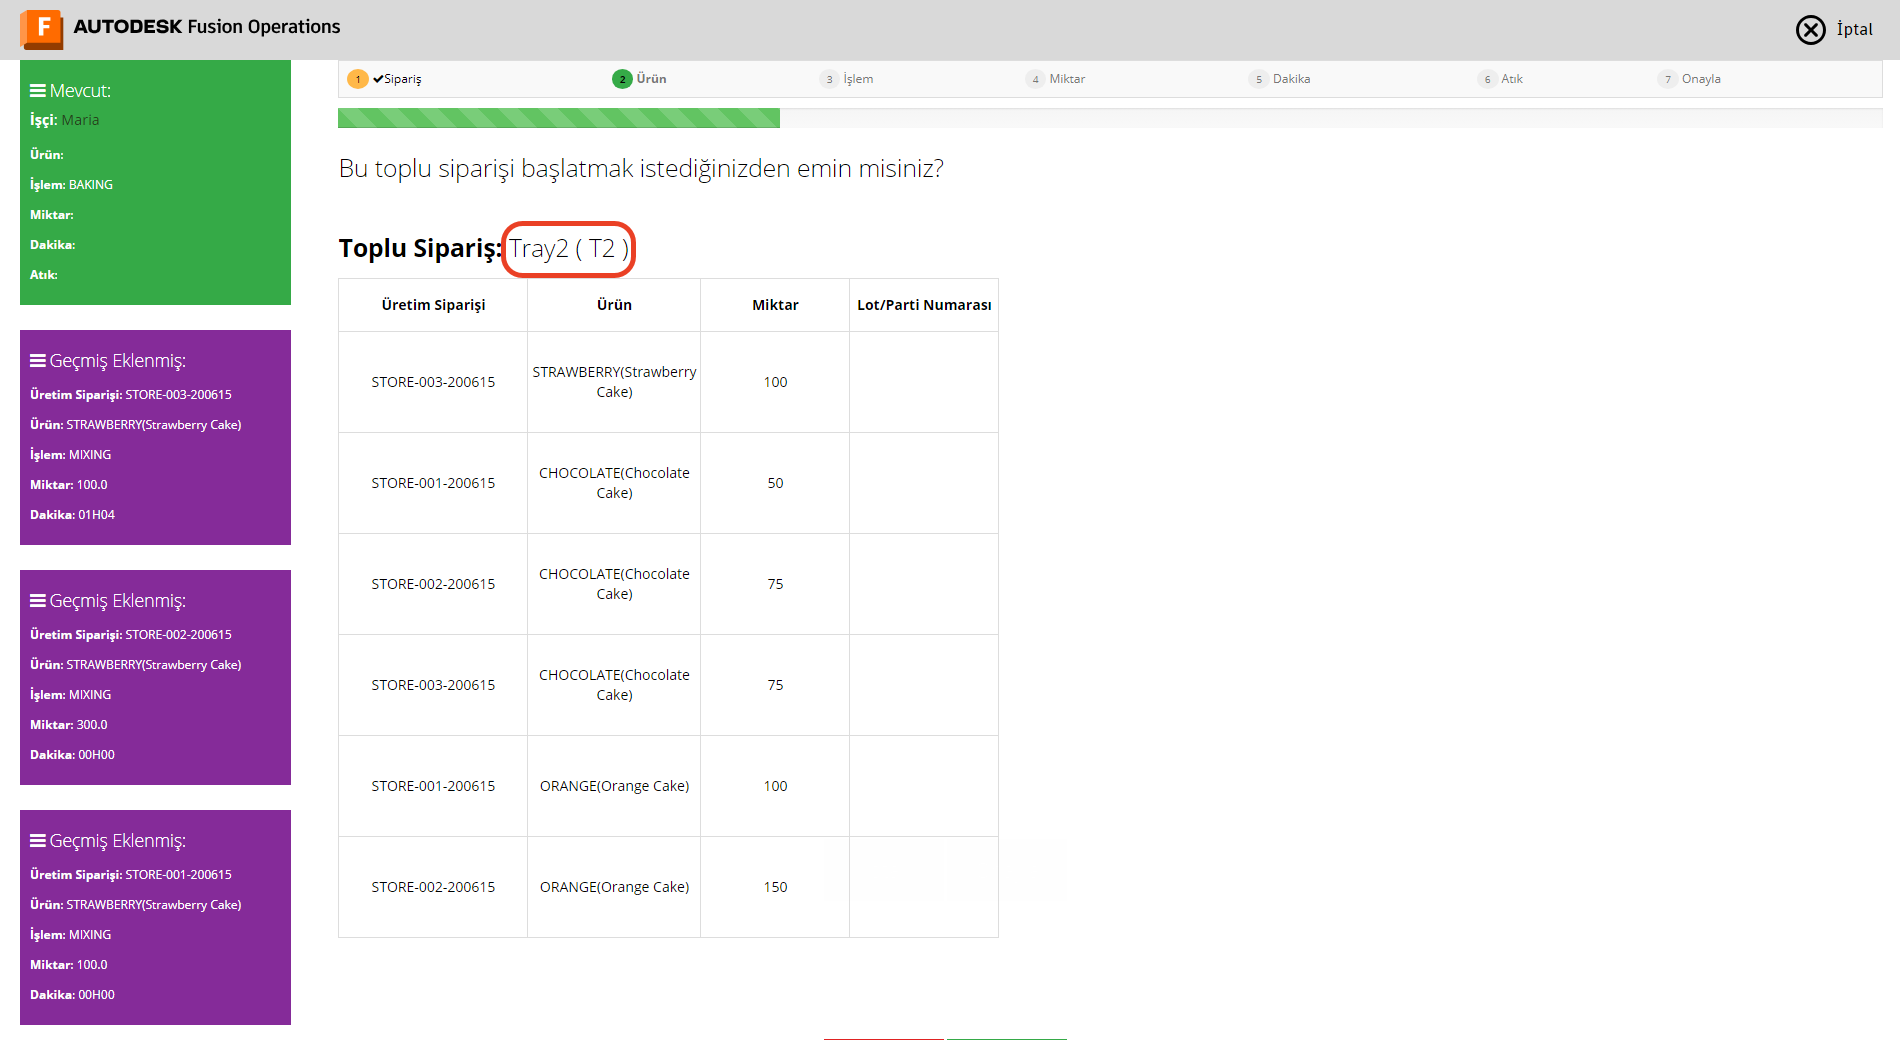 F AUTODESK Fusion Operations
İptal
Mevcut:
İşçi: Maria
Ürün:
İşlem: BAKING
Miktar:
Dakika:
Atık:
Geçmiş Eklenmiş:
Üretim Siparişi: STORE-003-200615
Ürün: STRAWBERRY(Strawberry Cake)
İşlem: MIXING
Miktar: 100.0
Dakika: 01H04
Geçmiş Eklenmiş:
Üretim Siparişi: STORE-002-200615
Ürün: STRAWBERRY(Strawberry Cake)
İşlem: MIXING
Miktar: 300.0
Dakika: 00H00
Geçmiş Eklenmiş:
Üretim Siparişi: STORE-001-200615
Ürün: STRAWBERRY(Strawberry Cake)
İşlem: MIXING
Miktar: 100.0
Dakika: 00H00
1 ✔Sipariş 2 Ürün 3 İşlem 4 Miktar 5 Dakika 6 Atık 7 Onayla
Bu toplu siparişi başlatmak istediğinizden emin misiniz?
Toplu Sipariş: Tray2 ( T2 )
Üretim Siparişi Ürün Miktar Lot/Parti Numarası
STORE-003-200615 STRAWBERRY(Strawberry Cake) 100
STORE-001-200615 CHOCOLATE(Chocolate Cake) 50
STORE-002-200615 CHOCOLATE(Chocolate Cake) 75
STORE-003-200615 CHOCOLATE(Chocolate Cake) 75
STORE-001-200615 ORANGE(Orange Cake) 100
STORE-002-200615 ORANGE(Orange Cake) 150